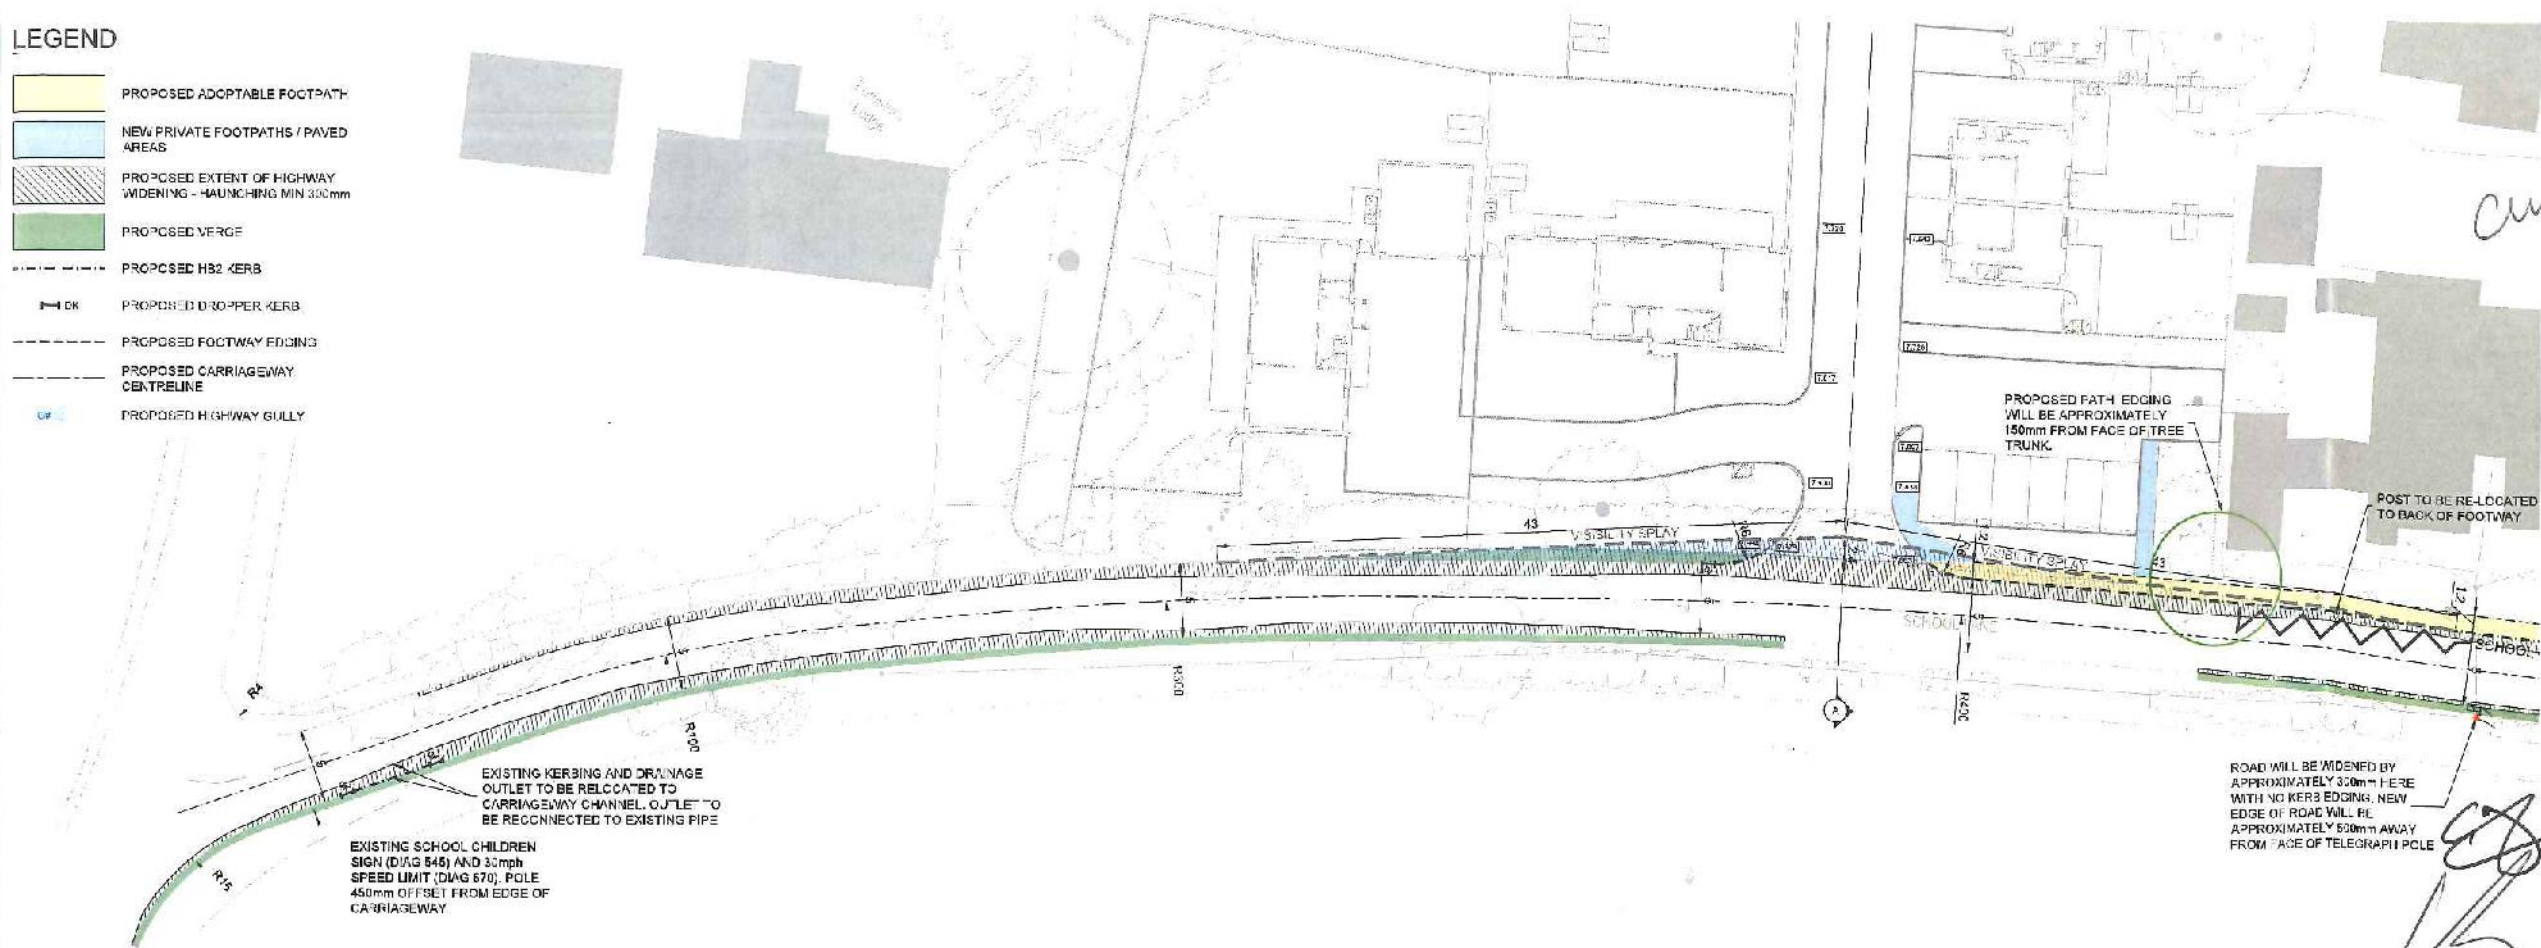 LEGEND
PROPOSED ADOPTABLE FOOTPATH
NEW PRIVATE FOOTPATHS / PAVED
AREAS
PROPOSED EXTENT OF HIGHWAY
WIDENING - HAUNCHING MIN 300mm
PROPOSED VERGE
PROPOSED HB2 KERB
DK
PROPOSED DROPPER KERB
PROPOSED FOOTWAY EDGING
PROPOSED CARRIAGEWAY
CENTRELINE
PROPOSED HIGHWAY GULLY
PROPOSED PATH EDGING
WILL BE APPROXIMATELY
150mm FROM FACE OF TREE
TRUNK.
POST TO BE RE-LOCATED
TO BACK OF FOOTWAY
43
VISIBILITY SPLAY
VISIBILITY SPLAY
43
R4
R100
R400
R15
A
EXISTING KERBING AND DRAINAGE
OUTLET TO BE RELOCATED TO
CARRIAGEWAY CHANNEL. OUTLET TO
BE RECONNECTED TO EXISTING PIPE
EXISTING SCHOOL CHILDREN
SIGN (DIAG 545) AND 30mph
SPEED LIMIT (DIAG 670). POLE
450mm OFFSET FROM EDGE OF
CARRIAGEWAY
ROAD WILL BE WIDENED BY
APPROXIMATELY 300mm HERE
WITH NO KERB EDGING. NEW
EDGE OF ROAD WILL BE
APPROXIMATELY 500mm AWAY
FROM FACE OF TELEGRAPH POLE